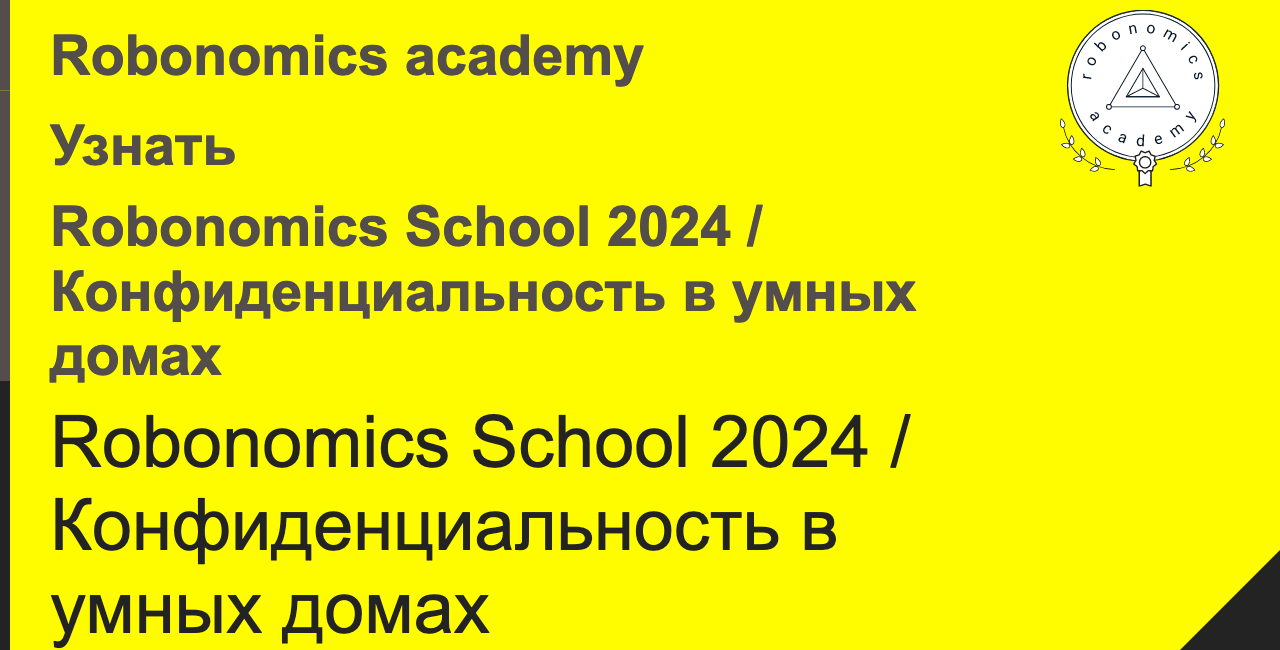 Robonomics academy
robonomics
academy
Узнать
Robonomics School 2024 /
Конфиденциальность в умных
домах
Robonomics School 2024 /
Конфиденциальность в
умных домах